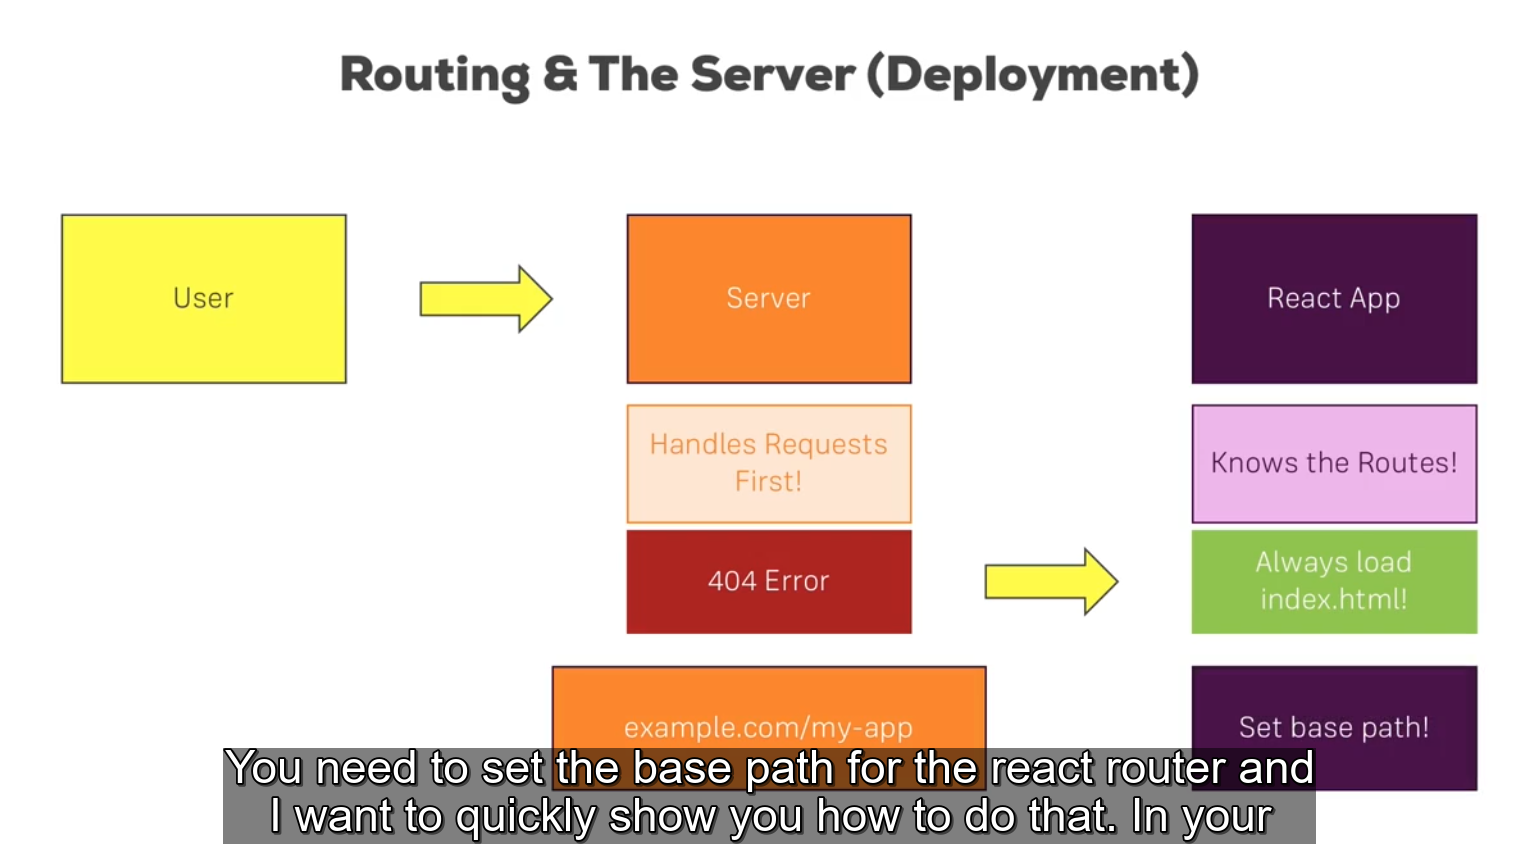 Routing & The Server (Deployment)
User
Server
React App
Handles Requests
First!
Knows the Routes!
404 Error
Always load
index.html!
example.com/my-app
Set base path!
You need to set the base path for the react router and
I want to quickly show you how to do that. In your